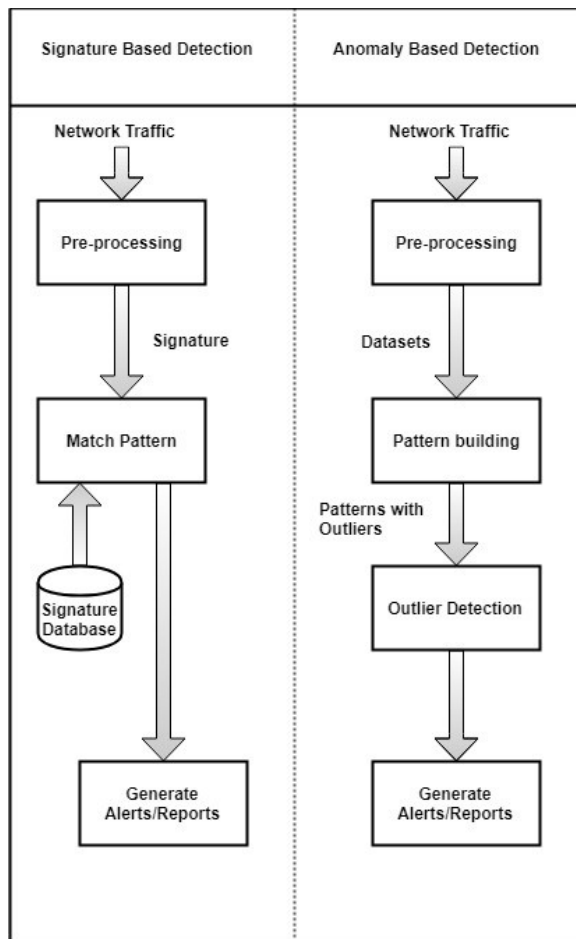 Signature Based Detection
Anomaly Based Detection
Network Traffic
Pre-processing
Signature
Match Pattern
Signature
Database
Generate
Alerts/Reports
Network Traffic
Pre-processing
Datasets
Pattern building
Patterns with
Outliers
Outlier Detection
Generate
Alerts/Reports